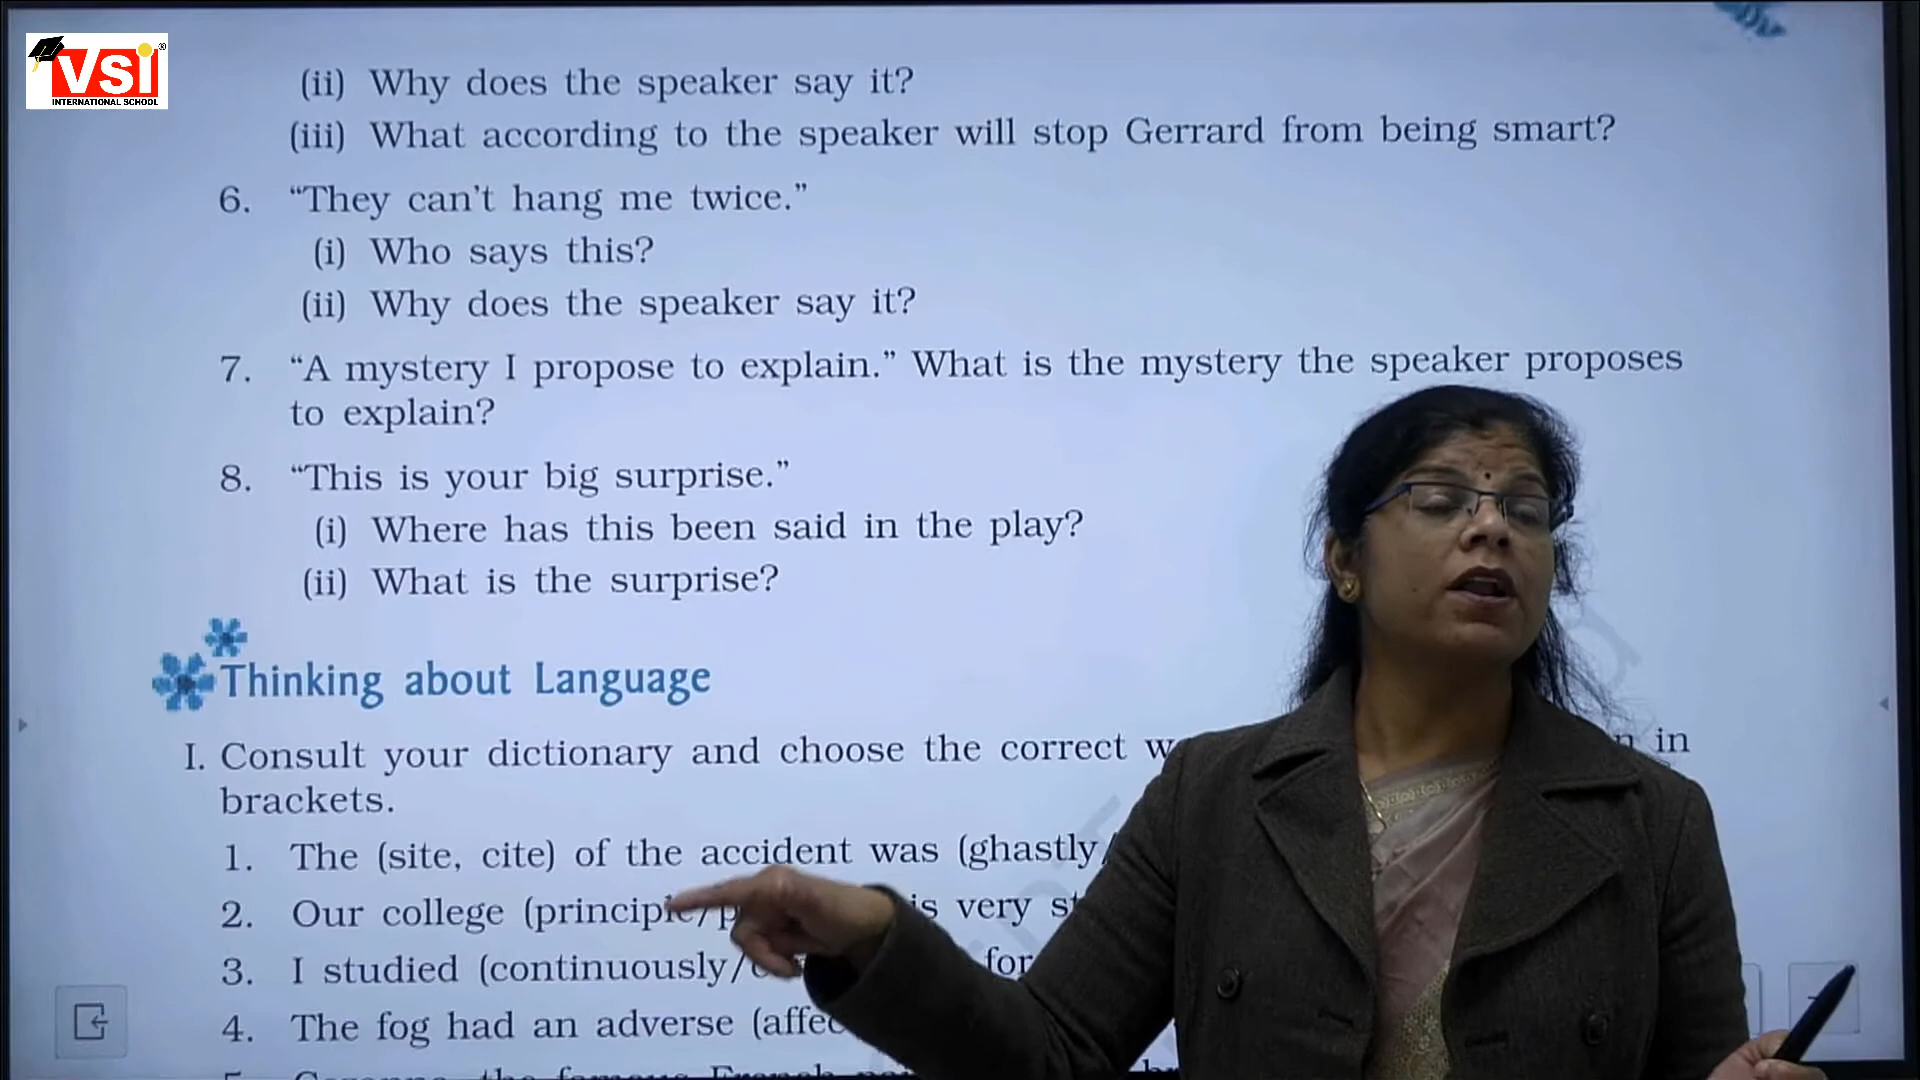 VSI ®
INTERNATIONAL SCHOOL
(ii) Why does the speaker say it?
(iii) What according to the speaker will stop Gerrard from being smart?
6. “They can’t hang me twice.”
(i) Who says this?
(ii) Why does the speaker say it?
7. “A mystery I propose to explain.” What is the mystery the speaker proposes
to explain?
8. “This is your big surprise.”
(i) Where has this been said in the play?
(ii) What is the surprise?
Thinking about Language
I. Consult your dictionary and choose the correct in
brackets.
1. The (site, cite) of the accident was (ghastly/
2. Our college (principle/ is very
3. I studied (continuously/ for
4. The fog had an adverse
the famous French